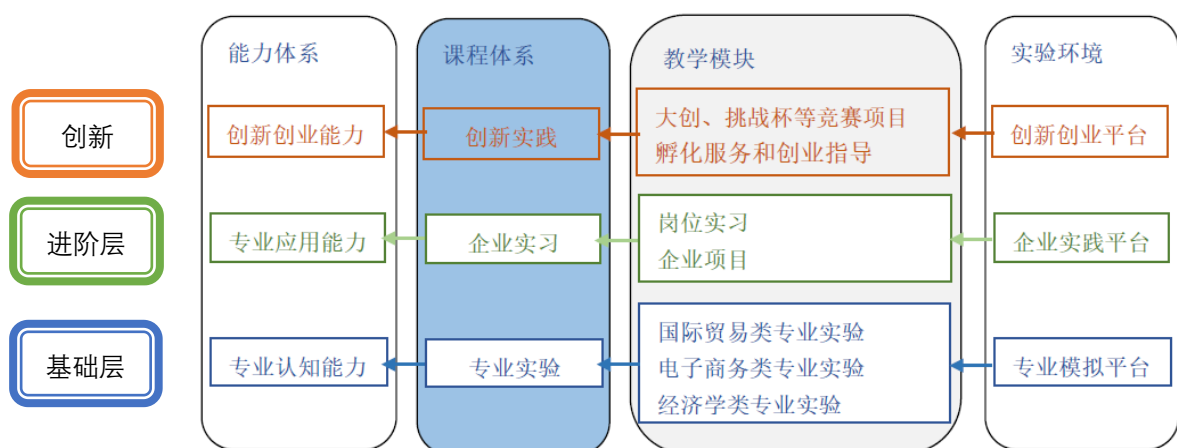 能力体系
课程体系
教学模块
实验环境
创新
创新创业能力
创新实践
大创、挑战杯等竞赛项目
孵化服务和创业指导
创新创业平台
进阶层
专业应用能力
企业实习
岗位实习
企业项目
企业实践平台
基础层
专业认知能力
专业实验
国际贸易类专业实验
电子商务类专业实验
经济学类专业实验
专业模拟平台